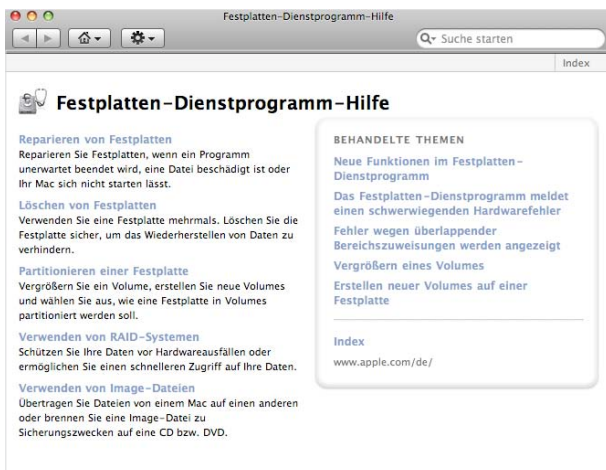 Festplatten-Dienstprogramm-Hilfe
Suche starten
Index
Festplatten-Dienstprogramm-Hilfe
Reparieren von Festplatten
Reparieren Sie Festplatten, wenn ein Programm
unerwartet beendet wird, eine Datei beschädigt ist oder
Ihr Mac sich nicht starten lässt.
Löschen von Festplatten
Verwenden Sie eine Festplatte mehrmals. Löschen Sie die
Festplatte sicher, um das Wiederherstellen von Daten zu
verhindern.
Partitionieren einer Festplatte
Vergrößern Sie ein Volume, erstellen Sie neue Volumes
und wählen Sie aus, wie eine Festplatte in Volumes
partitioniert werden soll.
Verwenden von RAID-Systemen
Schützen Sie Ihre Daten vor Hardwareausfällen oder
ermöglichen Sie einen schnelleren Zugriff auf Ihre Daten.
Verwenden von Image-Dateien
Übertragen Sie Dateien von einem Mac auf einen anderen
oder brennen Sie eine Image-Datei zu
Sicherungszwecken auf eine CD bzw. DVD.
BEHANDELTE THEMEN
Neue Funktionen im Festplatten-
Dienstprogramm
Das Festplatten-Dienstprogramm meldet
einen schwerwiegenden Hardwarefehler
Fehler wegen überlappender
Bereichszuweisungen werden angezeigt
Vergrößern eines Volumes
Erstellen neuer Volumes auf einer
Festplatte
Index
www.apple.com/de/